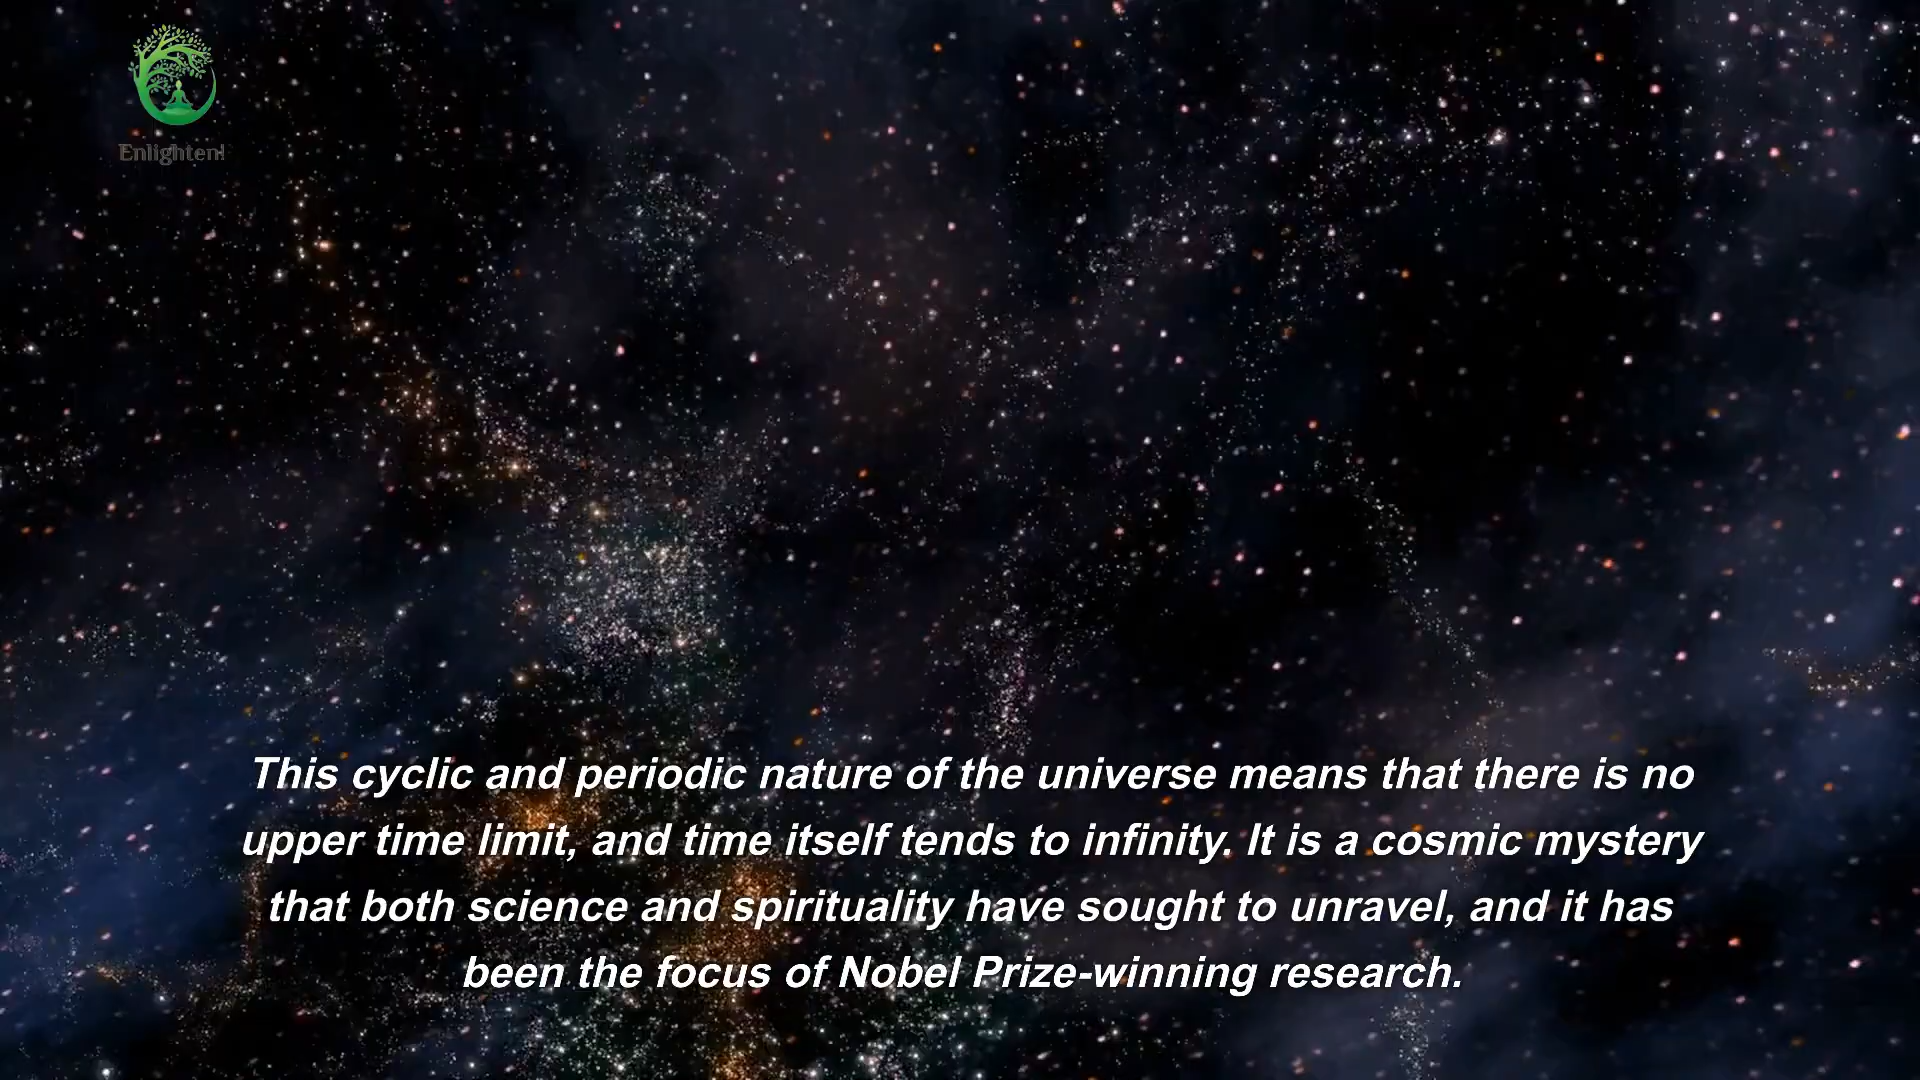 Enlighten!
This cyclic and periodic nature of the universe means that there is no
upper time limit, and time itself tends to infinity. It is a cosmic mystery
that both science and spirituality have sought to unravel, and it has
been the focus of Nobel Prize-winning research.